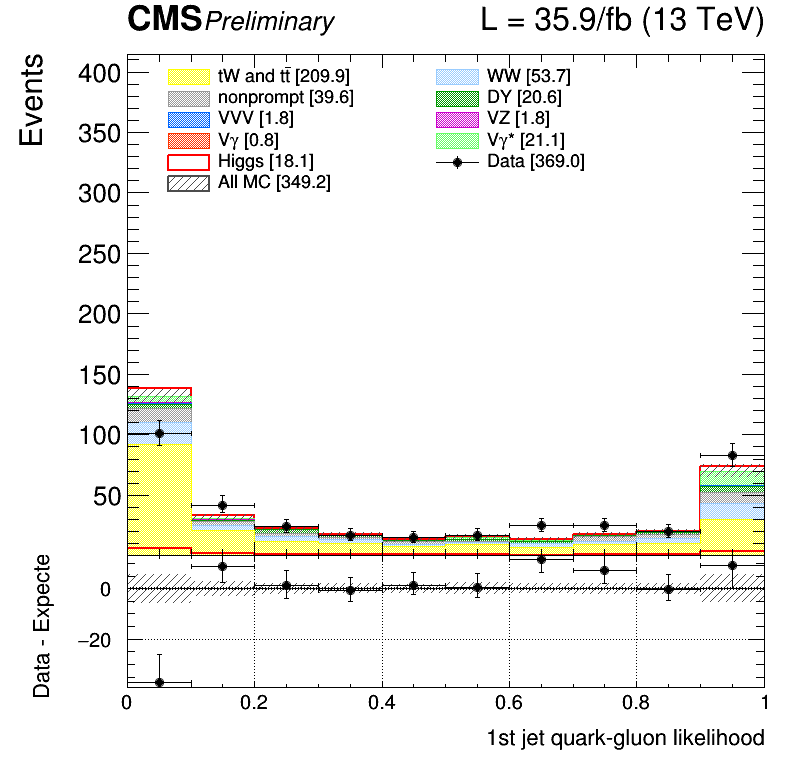 CMS Preliminary L = 35.9/fb (13 TeV)
Events
400
350
300
250
200
150
100
50
tW and tt̄ [209.9]
nonprompt [39.6]
VVV [1.8]
Vγ [0.8]
Higgs [18.1]
All MC [349.2]
WW [53.7]
DY [20.6]
VZ [1.8]
Vγ* [21.1]
Data [369.0]
Data - Expecte
0
−20
0 0.2 0.4 0.6 0.8 1
1st jet quark-gluon likelihood